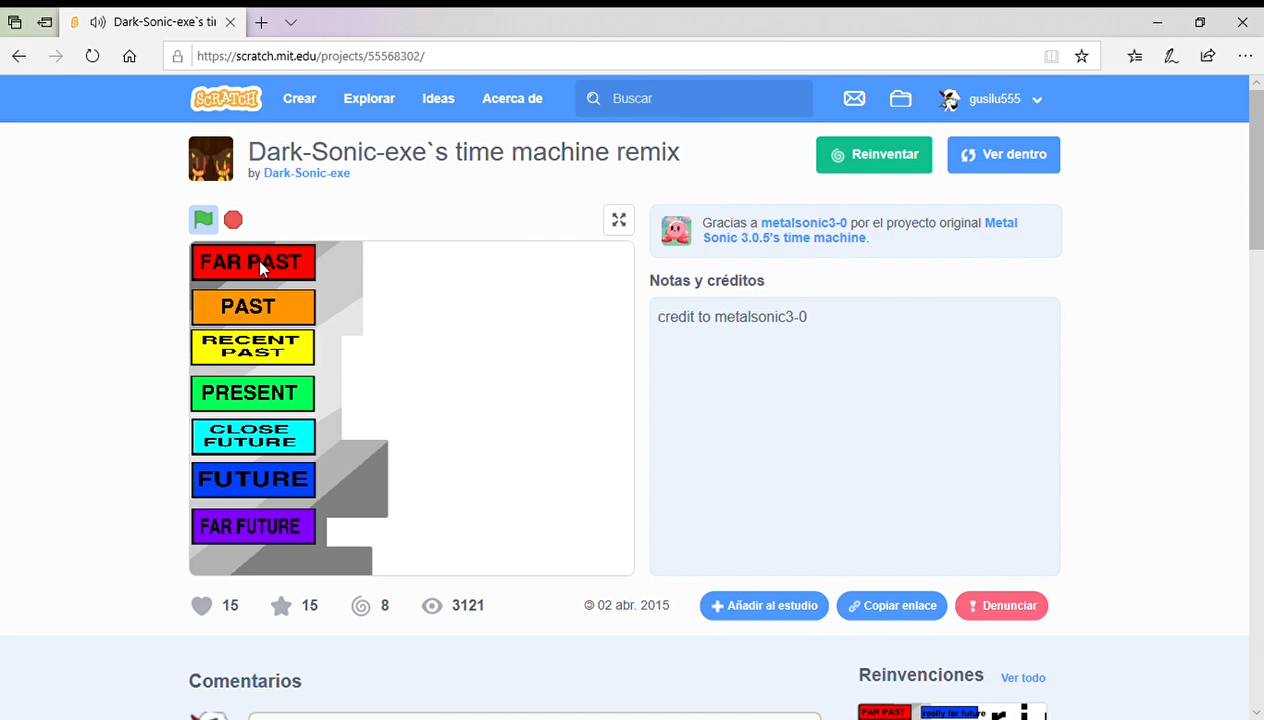 Dark-Sonic-exe`s ti
https://scratch.mit.edu/projects/55568302/
SCRATCH
Crear
Explorar
Ideas
Acerca de
Buscar
gusilu555
Dark-Sonic-exe`s time machine remix
by Dark-Sonic-exe
Reinventar
Ver dentro
Gracias a metalsonic3-0 por el proyecto original Metal
Sonic 3.0.5's time machine.
Notas y créditos
credit to metalsonic3-0
FAR PAST
PAST
RECENT
PAST
PRESENT
CLOSE
FUTURE
FUTURE
FAR FUTURE
15
15
8
3121
02 abr. 2015
Añadir al estudio
Copiar enlace
Denunciar
Comentarios
Reinvenciones
Ver todo
FAR PAST
really far future